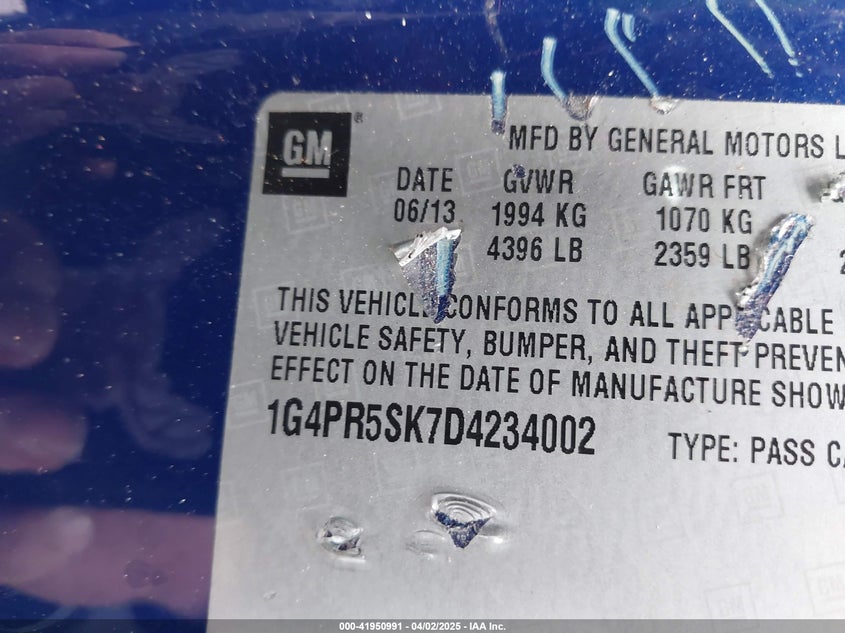 GM
MFD BY GENERAL MOTORS L
DATE GVWR GAWR FRT
06/13 1994 KG 1070 KG
4396 LB 2359 LB
THIS VEHICL CONFORMS TO ALL APP CABLE
VEHICLE SAFETY, BUMPER, AND THEFT PREVEN
EFFECT ON THE DATE OF MANUFACTURE SHOW
1G4PR5SK7D4234002
TYPE: PASS CA
000-41950991 - 04/02/2025 - IAA Inc.